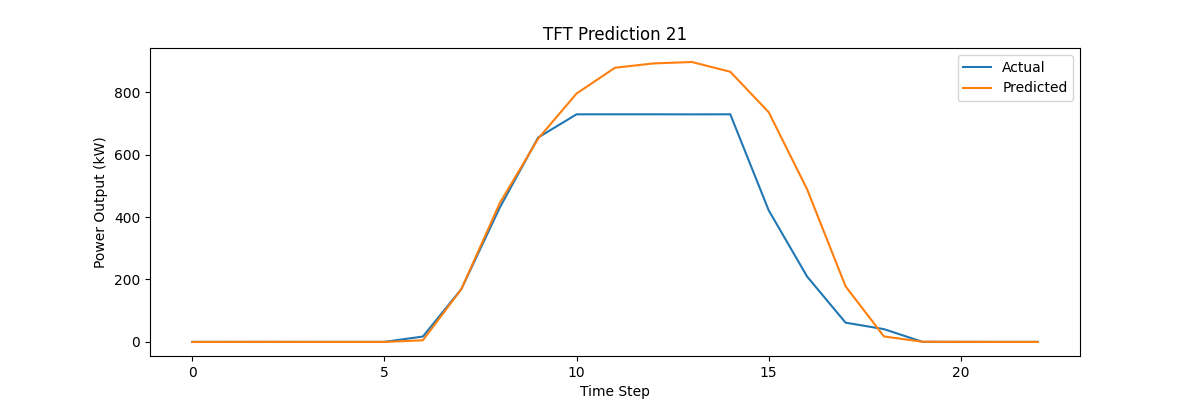 TFT Prediction 21
Actual
Predicted
800
600
400
200
0
Power Output (kW)
0 5 10 15 20
Time Step